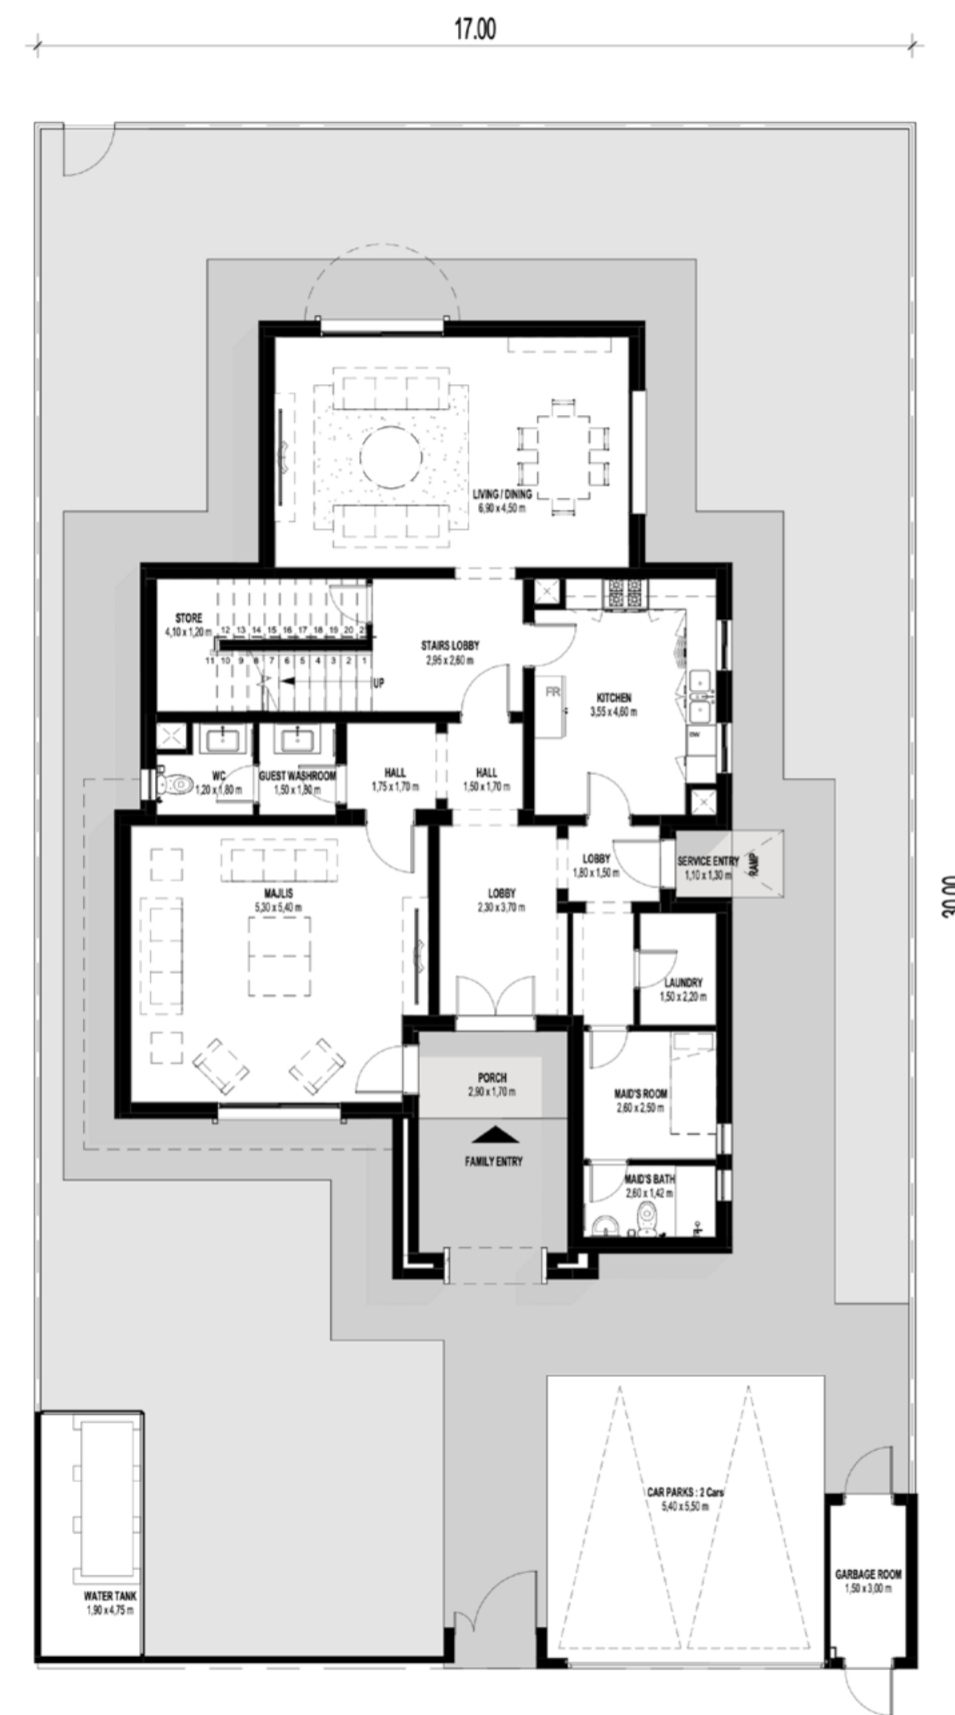 17.00
LIVING / DINING
6,90 x 4,50 m
STORE
4,10 x 1,20 m
12 13 14 15 16 17 18 19 20 2
11 10 9 8 7 6 5 4 3 2 1
UP
STAIRS LOBBY
2,95 x 2,60 m
FR
KITCHEN
3,55 x 4,60 m
DW
WC
1,20 x 1,80 m
GUEST WASHROOM
1,50 x 1,80 m
HALL
1,75 x 1,70 m
HALL
1,50 x 1,70 m
LOBBY
1,80 x 1,50 m
SERVICE ENTRY
1,10 x 1,30 m
RAMP
MAJLIS
5,30 x 5,40 m
LOBBY
2,30 x 3,70 m
30.00
LAUNDRY
1,50 x 2,20 m
PORCH
2,90 x 1,70 m
MAID'S ROOM
2,60 x 2,50 m
FAMILY ENTRY
MAID'S BATH
2,60 x 1,42 m
CAR PARKS : 2 Cars
5,40 x 5,50 m
WATER TANK
1,90 x 4,75 m
GARBAGE ROOM
1,50 x 3,00 m